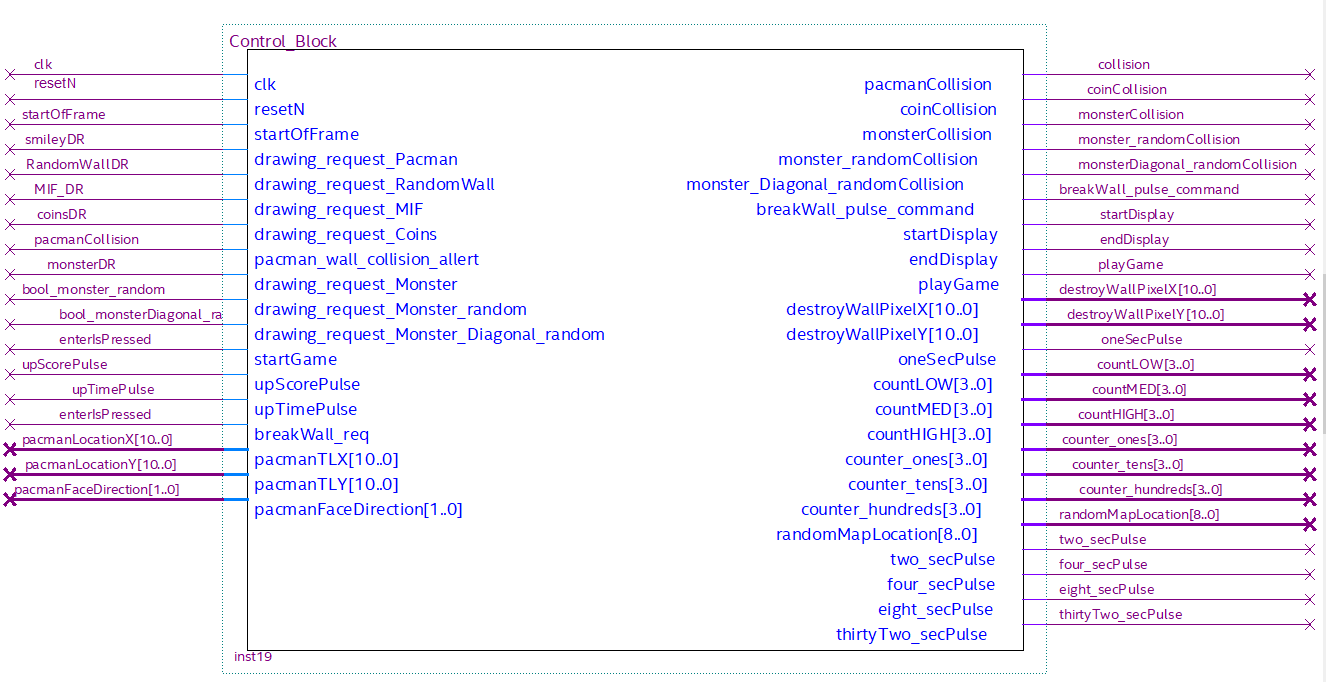 Control_Block
clk clk pacmanCollision collision
resetN resetN coinCollision coinCollision
startOfFrame startOfFrame monsterCollision monsterCollision
smileyDR drawing_request_Pacman monster_randomCollision monster_randomCollision
RandomWallDR drawing_request_RandomWall monster_Diagonal_randomCollision monsterDiagonal_randomCollision
MIF_DR drawing_request_MIF breakWall_pulse_command breakWall_pulse_command
coinsDR drawing_request_Coins startDisplay startDisplay
pacmanCollision pacman_wall_collision_allert endDisplay endDisplay
monsterDR drawing_request_Monster playGame playGame
bool_monster_random drawing_request_Monster_random destroyWallPixelX[10..0] destroyWallPixelX[10..0]
bool_monsterDiagonal_ra drawing_request_Monster_Diagonal_random destroyWallPixelY[10..0] destroyWallPixelY[10..0]
enterIsPressed startGame oneSecPulse oneSecPulse
upScorePulse upScorePulse countLOW[3..0] countLOW[3..0]
upTimePulse upTimePulse countMED[3..0] countMED[3..0]
enterIsPressed breakWall_req countHIGH[3..0] countHIGH[3..0]
pacmanLocationX[10..0] pacmanTLX[10..0] counter_ones[3..0] counter_ones[3..0]
pacmanLocationY[10..0] pacmanTLY[10..0] counter_tens[3..0] counter_tens[3..0]
pacmanFaceDirection[1..0] pacmanFaceDirection[1..0] counter_hundreds[3..0] counter_hundreds[3..0]
randomMapLocation[8..0] randomMapLocation[8..0]
two_secPulse two_secPulse
four_secPulse four_secPulse
eight_secPulse eight_secPulse
thirtyTwo_secPulse thirtyTwo_secPulse
inst19